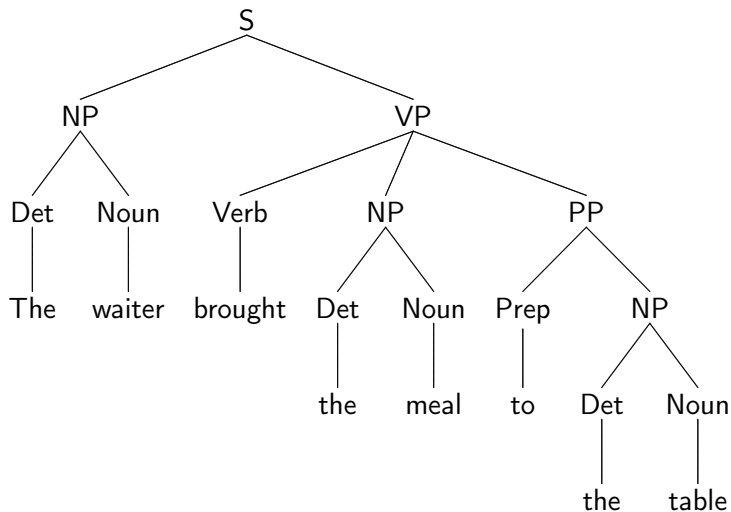 S
NP VP
Det Noun Verb NP PP
The waiter brought Det Noun Prep NP
the meal to Det Noun
the table